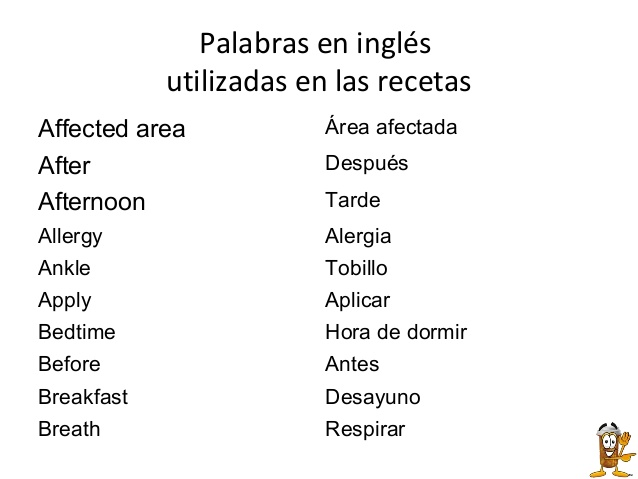 Palabras en inglés
utilizadas en las recetas
Affected area Área afectada
After Después
Afternoon Tarde
Allergy Alergia
Ankle Tobillo
Apply Aplicar
Bedtime Hora de dormir
Before Antes
Breakfast Desayuno
Breath Respirar